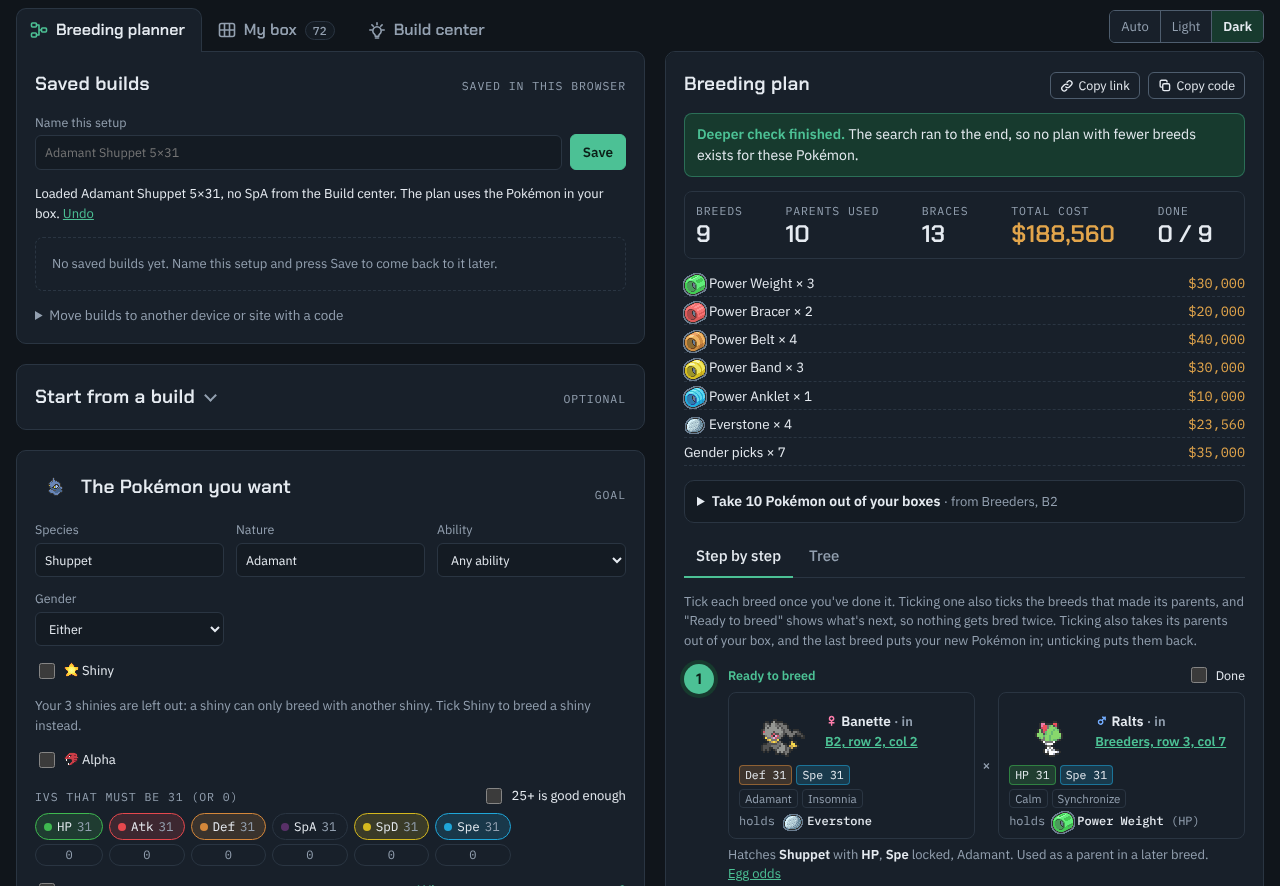 Breeding planner
My box 72
Build center
Auto Light Dark
Saved builds
SAVED IN THIS BROWSER
Name this setup
Adamant Shuppet 5×31
Save
Loaded Adamant Shuppet 5×31, no SpA from the Build center. The plan uses the Pokémon in your
box. Undo
No saved builds yet. Name this setup and press Save to come back to it later.
Move builds to another device or site with a code
Start from a build
OPTIONAL
The Pokémon you want
GOAL
Species
Nature
Ability
Shuppet
Adamant
Any ability
Gender
Either
Shiny
Your 3 shinies are left out: a shiny can only breed with another shiny. Tick Shiny to breed a shiny
instead.
Alpha
IVS THAT MUST BE 31 (OR 0)
25+ is good enough
HP 31 Atk 31 Def 31 SpA 31 SpD 31 Spe 31
0 0 0 0 0 0
Breeding plan
Copy link
Copy code
Deeper check finished. The search ran to the end, so no plan with fewer breeds
exists for these Pokémon.
BREEDS PARENTS USED BRACES TOTAL COST DONE
9 10 13 $188,560 0 / 9
Power Weight × 3 $30,000
Power Bracer × 2 $20,000
Power Belt × 4 $40,000
Power Band × 3 $30,000
Power Anklet × 1 $10,000
Everstone × 4 $23,560
Gender picks × 7 $35,000
Take 10 Pokémon out of your boxes · from Breeders, B2
Step by step Tree
Tick each breed once you've done it. Ticking one also ticks the breeds that made its parents, and
"Ready to breed" shows what's next, so nothing gets bred twice. Ticking also takes its parents
out of your box, and the last breed puts your new Pokémon in; unticking puts them back.
1 Ready to breed Done
♀ Banette · in
B2, row 2, col 2
Def 31 Spe 31
Adamant Insomnia
holds Everstone
×
♂ Ralts · in
Breeders, row 3, col 7
HP 31 Spe 31
Calm Synchronize
holds Power Weight (HP)
Hatches Shuppet with HP, Spe locked, Adamant. Used as a parent in a later breed.
Egg odds